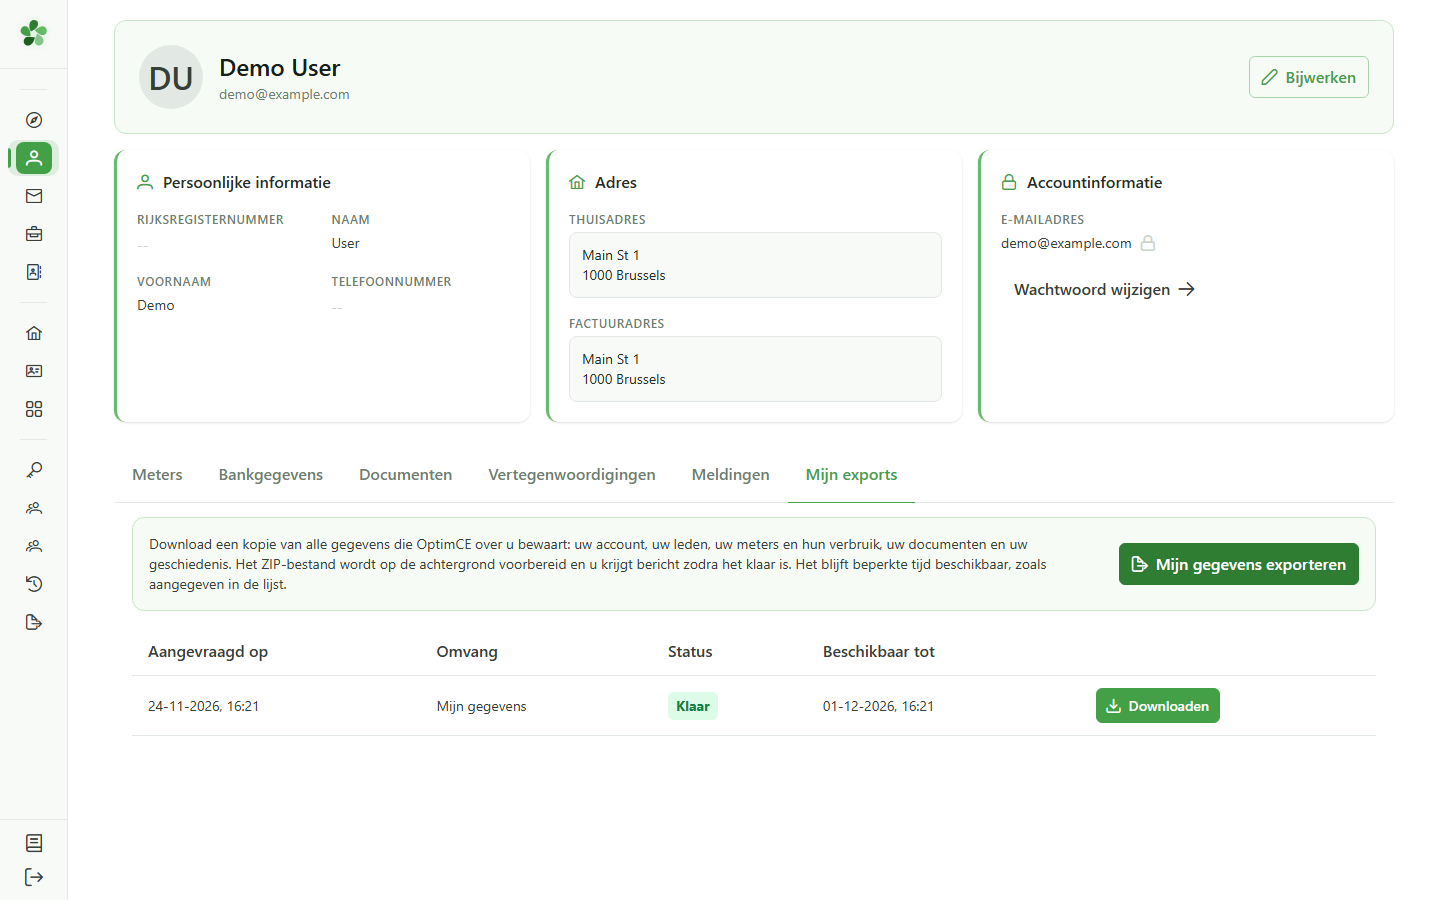 DU
Demo User
demo@example.com
Bijwerken
Persoonlijke informatie
RIJKSREGISTERNUMMER
NAAM
--
User
VOORNAAM
TELEFOONNUMMER
Demo
--
Adres
THUISADRES
Main St 1
1000 Brussels
FACTUURADRES
Main St 1
1000 Brussels
Accountinformatie
E-MAILADRES
demo@example.com
Wachtwoord wijzigen
Meters
Bankgegevens
Documenten
Vertegenwoordigingen
Meldingen
Mijn exports
Download een kopie van alle gegevens die OptimCE over u bewaart: uw account, uw leden, uw meters en hun verbruik, uw documenten en uw
geschiedenis. Het ZIP-bestand wordt op de achtergrond voorbereid en u krijgt bericht zodra het klaar is. Het blijft beperkte tijd beschikbaar, zoals
aangegeven in de lijst.
Mijn gegevens exporteren
Aangevraagd op
Omvang
Status
Beschikbaar tot
24-11-2026, 16:21
Mijn gegevens
Klaar
01-12-2026, 16:21
Downloaden